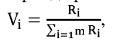 Vᵢ = Rᵢ / ∑ᵢ₌₁ m Rᵢ,